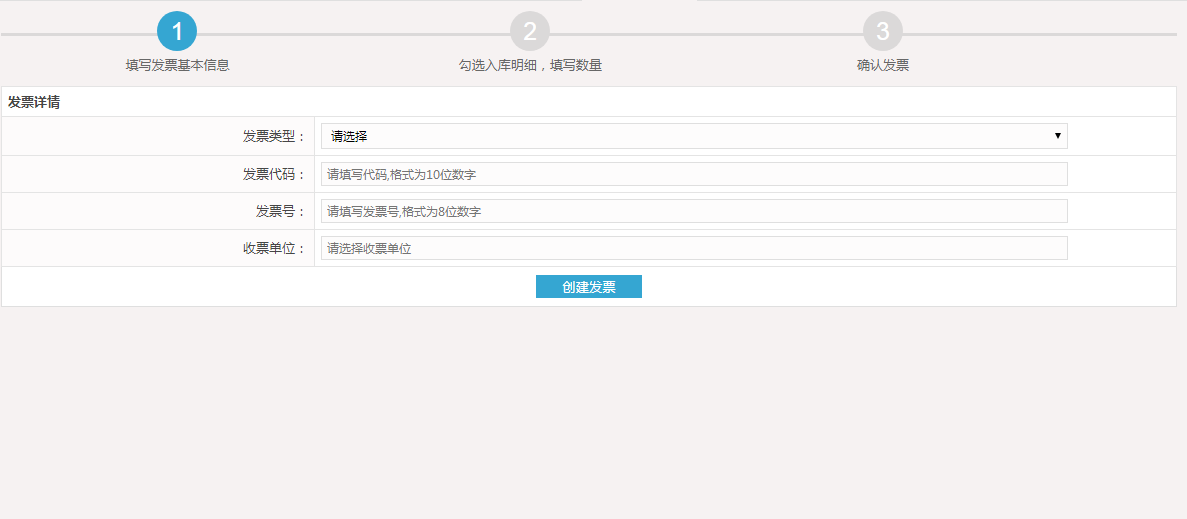 1
2
3
填写发票基本信息
勾选入库明细，填写数量
确认发票
发票详情
发票类型：
请选择
发票代码：
请填写代码,格式为10位数字
发票号：
请填写发票号,格式为8位数字
收票单位：
请选择收票单位
创建发票